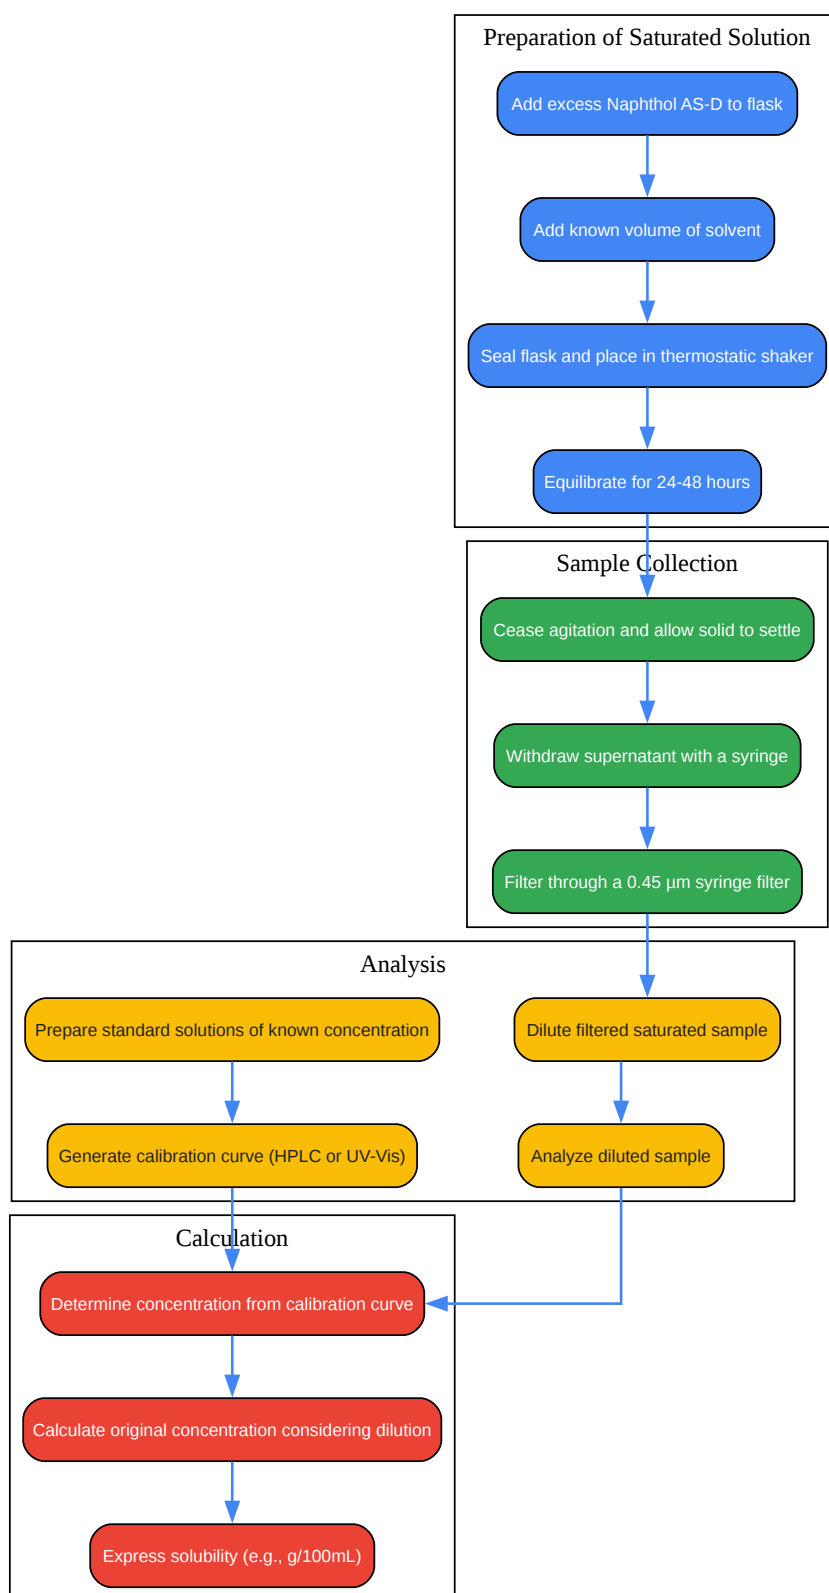 Preparation of Saturated Solution
Add excess Naphthol AS-D to flask
Add known volume of solvent
Seal flask and place in thermostatic shaker
Equilibrate for 24-48 hours
Sample Collection
Cease agitation and allow solid to settle
Withdraw supernatant with a syringe
Filter through a 0.45 µm syringe filter
Analysis
Prepare standard solutions of known concentration
Dilute filtered saturated sample
Generate calibration curve (HPLC or UV-Vis)
Analyze diluted sample
Calculation
Determine concentration from calibration curve
Calculate original concentration considering dilution
Express solubility (e.g., g/100mL)